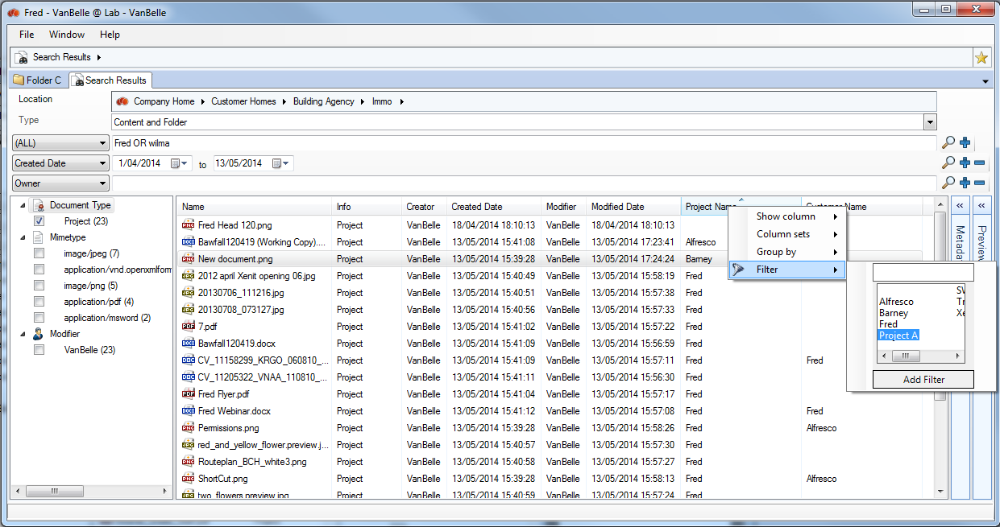 Fred - VanBelle @ Lab - VanBelle
File Window Help
Search Results
Folder C Search Results
Location Company Home Customer Homes Building Agency Immo
Type Content and Folder
(ALL) Fred OR wilma
Created Date 1/04/2014 to 13/05/2014
Owner
Document Type
Project (23)
Mimetype
image/jpeg (7)
application/vnd.openxmlforn
image/png (5)
application/pdf (4)
application/msword (2)
Modifier
VanBelle (23)
Name Info Creator Created Date Modifier Modified Date Project Name Customer Name
Fred Head 120.png Project VanBelle 18/04/2014 18:10:13 VanBelle 18/04/2014 18:10:13
Bawfall120419 (Working Copy).... Project VanBelle 13/05/2014 15:41:08 VanBelle 13/05/2014 17:23:41 Alfresco
New document.png Project VanBelle 13/05/2014 15:39:28 VanBelle 13/05/2014 17:24:24 Barney
2012 april Xenit opening 06.jpg Project VanBelle 13/05/2014 15:40:49 VanBelle 13/05/2014 15:58:19 Fred
20130706_111216.jpg Project VanBelle 13/05/2014 15:40:51 VanBelle 13/05/2014 15:57:38 Fred
20130708_073127.jpg Project VanBelle 13/05/2014 15:40:56 VanBelle 13/05/2014 15:57:33 Fred
7.pdf Project VanBelle 13/05/2014 15:41:02 VanBelle 13/05/2014 15:57:22 Fred
Bawfall120419.docx Project VanBelle 13/05/2014 15:41:09 VanBelle 13/05/2014 15:56:59 Fred
CV_11158299_KRGO_060810_... Project VanBelle 13/05/2014 15:41:09 VanBelle 13/05/2014 15:57:11 Fred Fred
CV_11205322_VNAA_110810_... Project VanBelle 13/05/2014 15:41:11 VanBelle 13/05/2014 15:56:30 Fred
Fred Flyer.pdf Project VanBelle 13/05/2014 15:41:04 VanBelle 13/05/2014 15:57:17 Fred
Fred Webinar.docx Project VanBelle 13/05/2014 15:41:12 VanBelle 13/05/2014 15:57:08 Fred Fred
Permissions.png Project VanBelle 13/05/2014 15:39:28 VanBelle 13/05/2014 15:58:26 Fred Alfresco
red_and_yellow_flower.preview.j... Project VanBelle 13/05/2014 15:40:57 VanBelle 13/05/2014 15:57:30 Fred
Routeplan_BCH_white3.png Project VanBelle 13/05/2014 15:40:58 VanBelle 13/05/2014 15:57:27 Fred
ShortCut.png Project VanBelle 13/05/2014 15:39:28 VanBelle 13/05/2014 15:58:13 Fred Alfresco
two_flowers.preview.jpg Project VanBelle 13/05/2014 15:40:59 VanBelle 13/05/2014 15:57:24 Fred
Show column
Column sets
Group by
Filter
SV
Alfresco Tr
Barney Xe
Fred
Project A
Add Filter
Metada
Preview